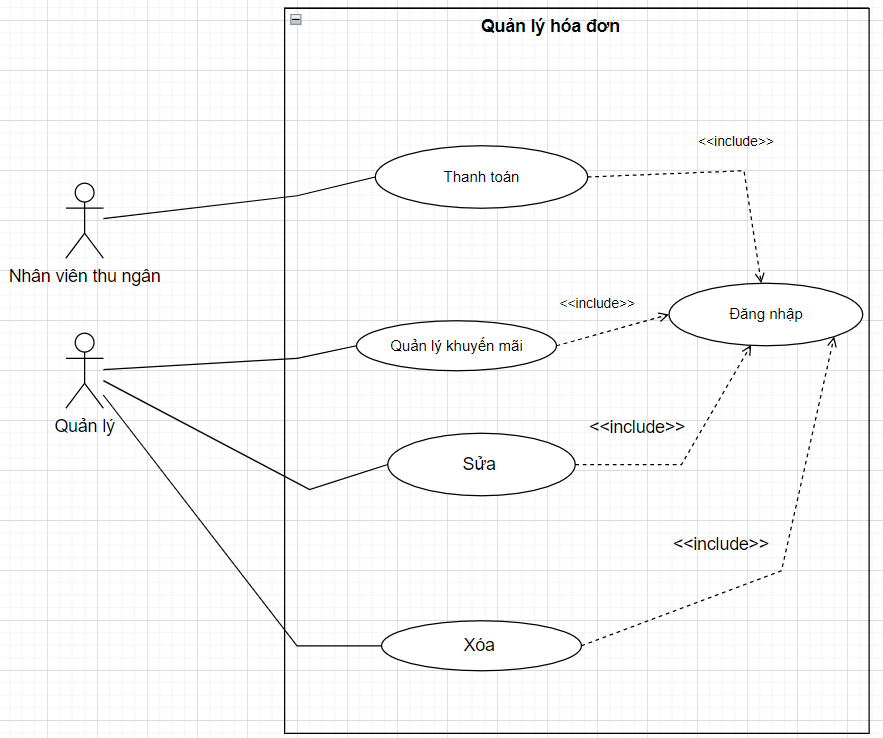 Quản lý hóa đơn
<<include>>
Thanh toán
Nhân viên thu ngân
<<include>>
Đăng nhập
Quản lý khuyến mãi
Quản lý
<<include>>
Sửa
<<include>>
Xóa